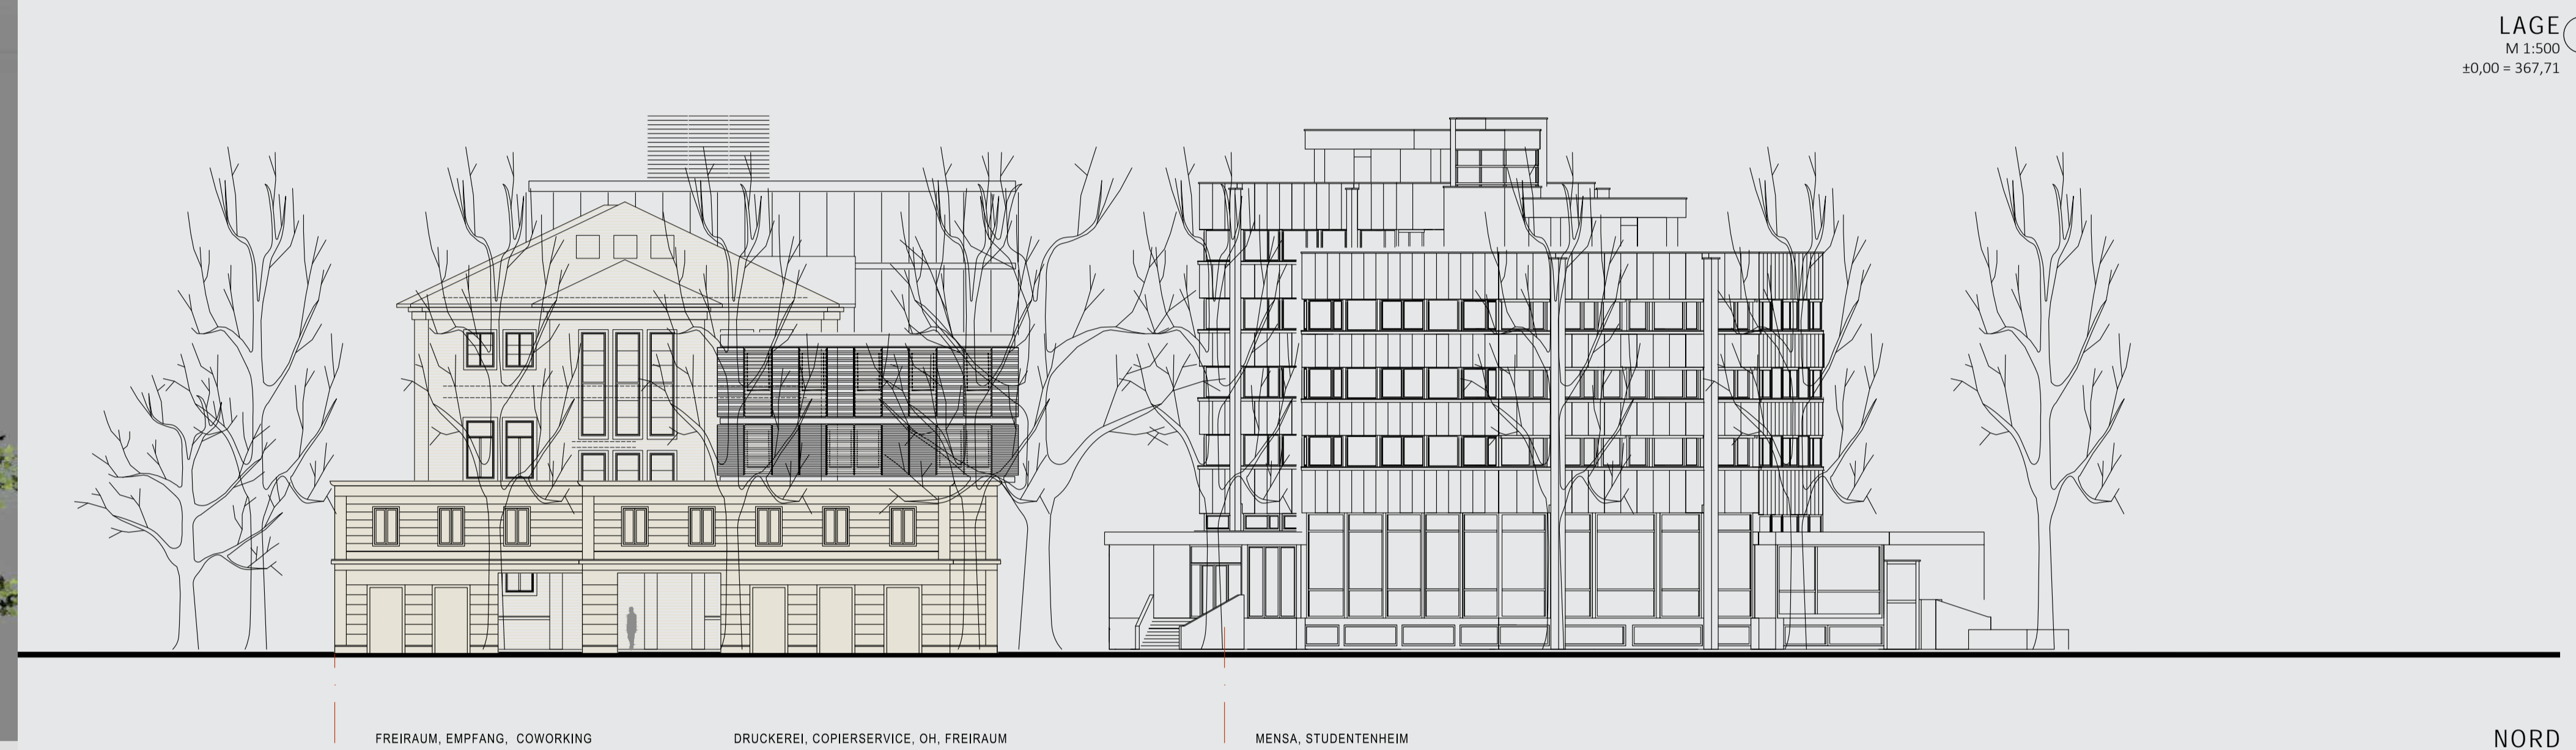 LAGE
M 1:500
±0,00 = 367,71
FREIRAUM, EMPFANG, COWORKING
DRUCKEREI, COPIERSERVICE, OH, FREIRAUM
MENSA, STUDENTENHEIM
NORD